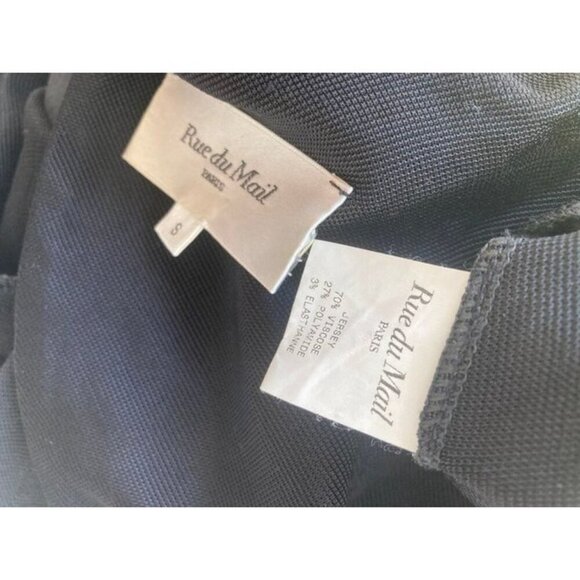 Rue du Mail
PARIS
S
Rue du Mail
PARIS
JERSEY
70% VISCOSE
27% POLYAMIDE
3% ELASTHANNE